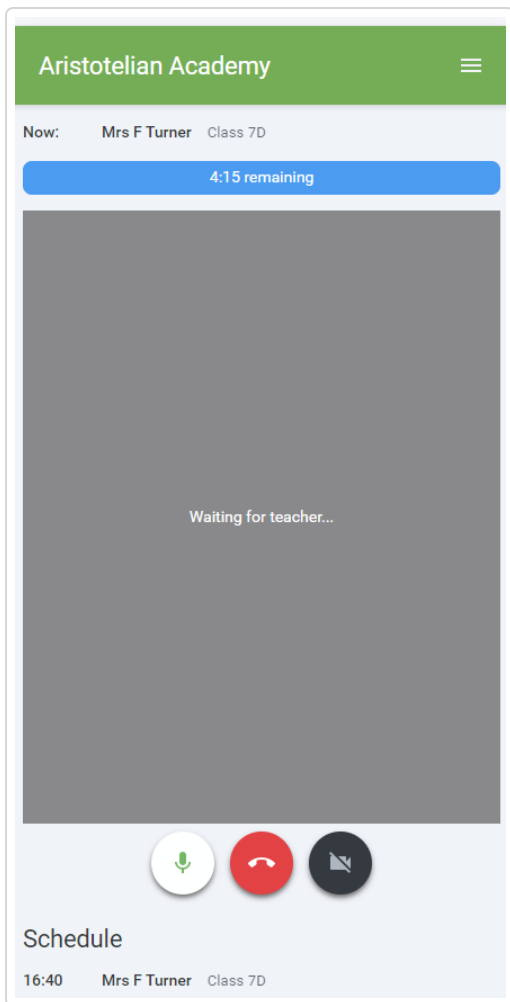 Aristotelian Academy
Now: Mrs F Turner Class 7D
4:15 remaining
Waiting for teacher...
Schedule
16:40 Mrs F Turner Class 7D